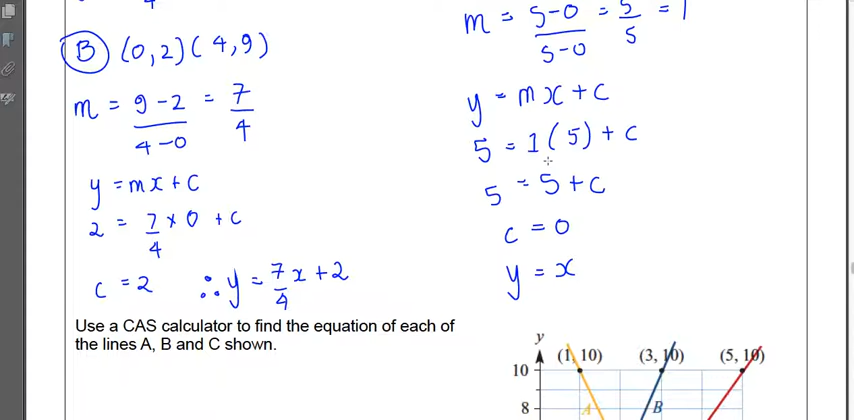 B (0,2) (4,9)
m = 9-2/4-0 = 7/4
y = mx + c
2 = 7/4 × 0 + c
c = 2 ∴ y = 7/4 x + 2
m = 5-0/5-0 = 5/5 = 1
y = mx + c
5 = 1(5) + c
5 = 5 + c
c = 0
y = x
Use a CAS calculator to find the equation of each of
the lines A, B and C shown.
y
(1, 10) (3, 10) (5, 10)
10
8
A B